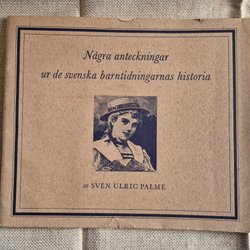 Några anteckningar
ur de svenska barntidningarnas historia
av SVEN ULRIC PALME